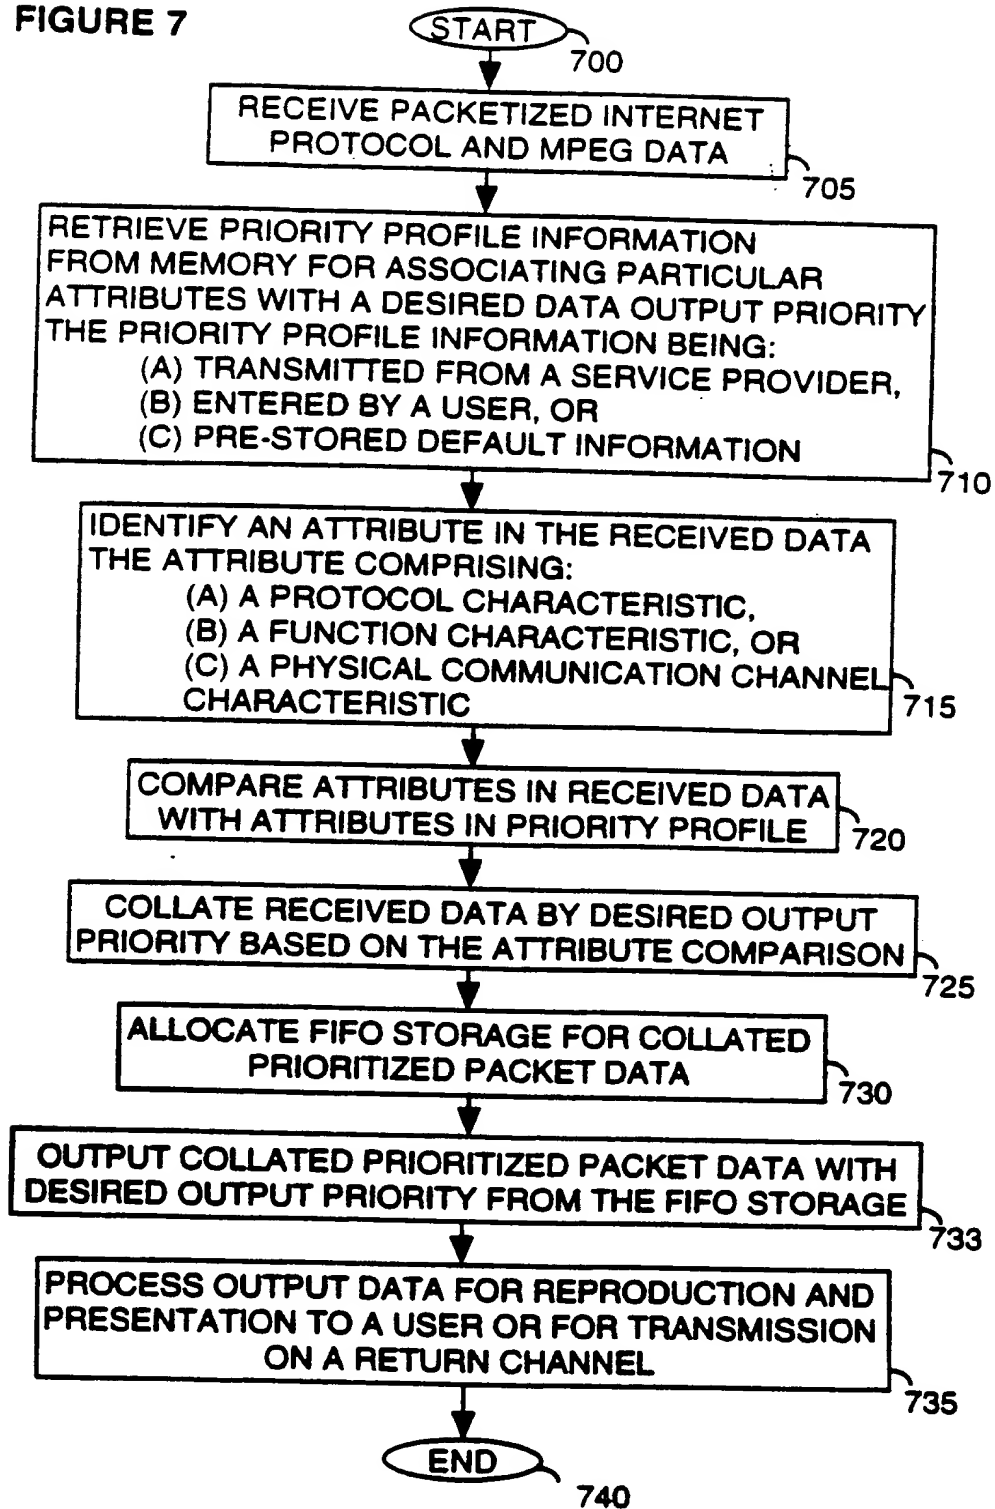 FIGURE 7
START
700
RECEIVE PACKETIZED INTERNET
PROTOCOL AND MPEG DATA
705
RETRIEVE PRIORITY PROFILE INFORMATION
FROM MEMORY FOR ASSOCIATING PARTICULAR
ATTRIBUTES WITH A DESIRED DATA OUTPUT PRIORITY
THE PRIORITY PROFILE INFORMATION BEING:
(A) TRANSMITTED FROM A SERVICE PROVIDER,
(B) ENTERED BY A USER, OR
(C) PRE-STORED DEFAULT INFORMATION
710
IDENTIFY AN ATTRIBUTE IN THE RECEIVED DATA
THE ATTRIBUTE COMPRISING:
(A) A PROTOCOL CHARACTERISTIC,
(B) A FUNCTION CHARACTERISTIC, OR
(C) A PHYSICAL COMMUNICATION CHANNEL
CHARACTERISTIC
715
COMPARE ATTRIBUTES IN RECEIVED DATA
WITH ATTRIBUTES IN PRIORITY PROFILE
720
COLLATE RECEIVED DATA BY DESIRED OUTPUT
PRIORITY BASED ON THE ATTRIBUTE COMPARISON
725
ALLOCATE FIFO STORAGE FOR COLLATED
PRIORITIZED PACKET DATA
730
OUTPUT COLLATED PRIORITIZED PACKET DATA WITH
DESIRED OUTPUT PRIORITY FROM THE FIFO STORAGE
733
PROCESS OUTPUT DATA FOR REPRODUCTION AND
PRESENTATION TO A USER OR FOR TRANSMISSION
ON A RETURN CHANNEL
735
END
740